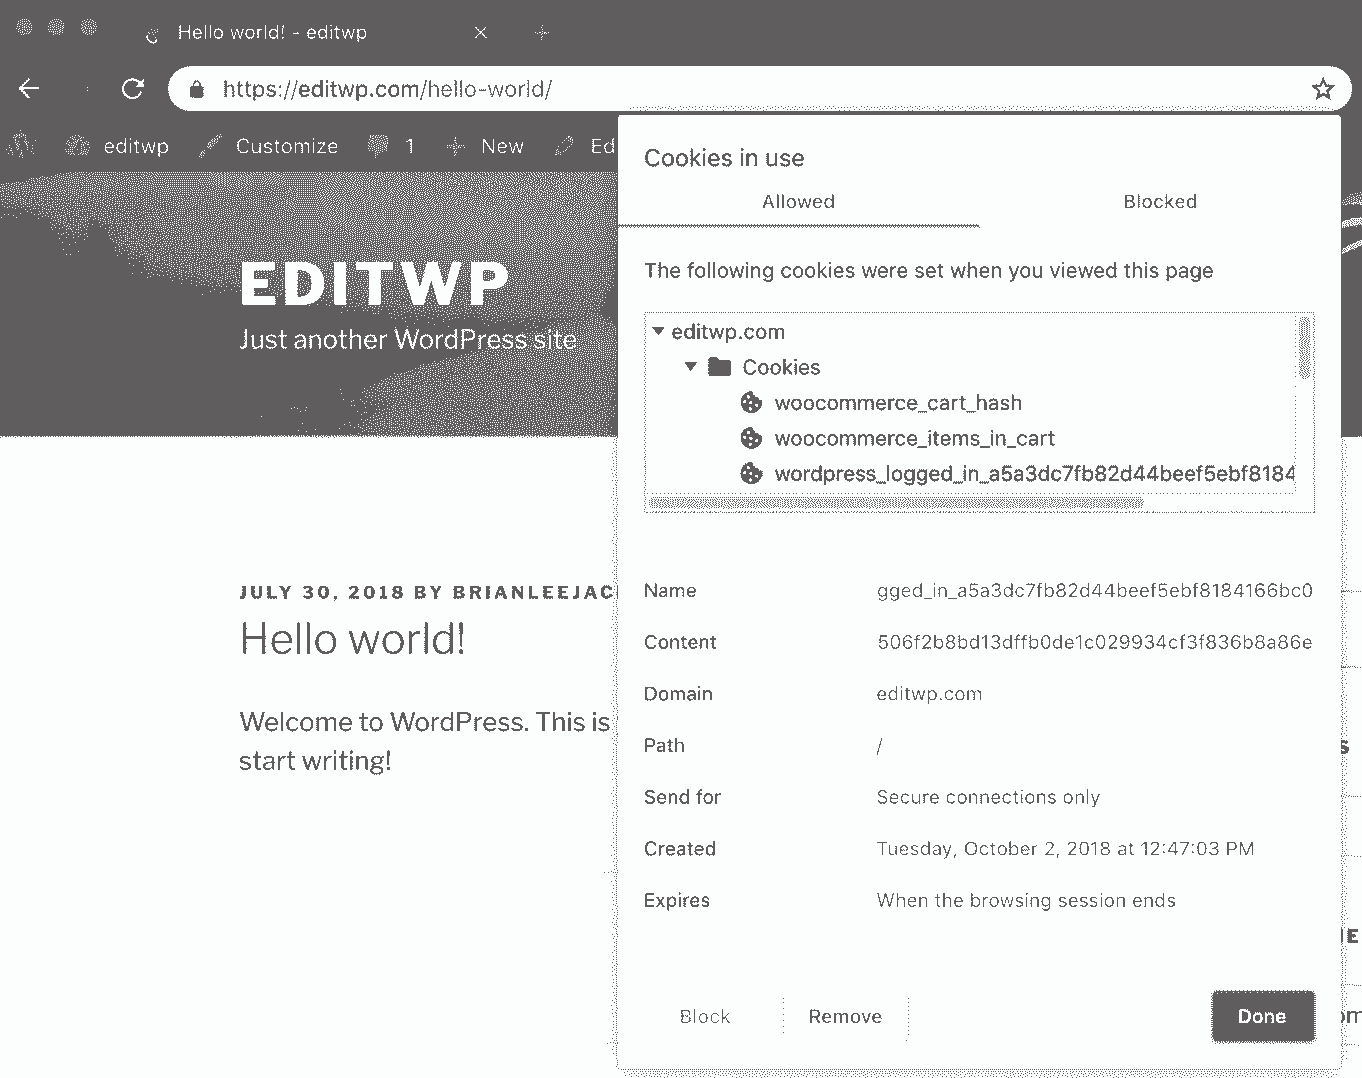 Hello world! - editwp
https://editwp.com/hello-world/
editwp Customize 1 New Ed
EDITWP
Just another WordPress site
JULY 30, 2018 BY BRIANLEEJAC
Hello world!
Welcome to WordPress. This is
start writing!
Cookies in use
Allowed Blocked
The following cookies were set when you viewed this page
editwp.com
Cookies
woocommerce_cart_hash
woocommerce_items_in_cart
wordpress_logged_in_a5a3dc7fb82d44beef5ebf8184
Name gged_in_a5a3dc7fb82d44beef5ebf8184166bc0
Content 506f2b8bd13dffb0de1c029934cf3f836b8a86e
Domain editwp.com
Path /
Send for Secure connections only
Created Tuesday, October 2, 2018 at 12:47:03 PM
Expires When the browsing session ends
Block Remove Done